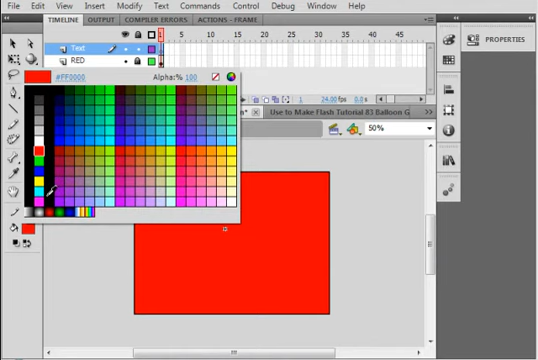 File Edit View Insert Modify Text Commands Control Debug Window Help
TIMELINE OUTPUT COMPILER ERRORS ACTIONS - FRAME
1 5 10 15 20 25 30 35 40 45
Text
RED
#FF0000 Alpha:% 100
1 24.00 fps 0.0 s
Use to Make Flash Tutorial 81 Balloon G
50%
PROPERTIES